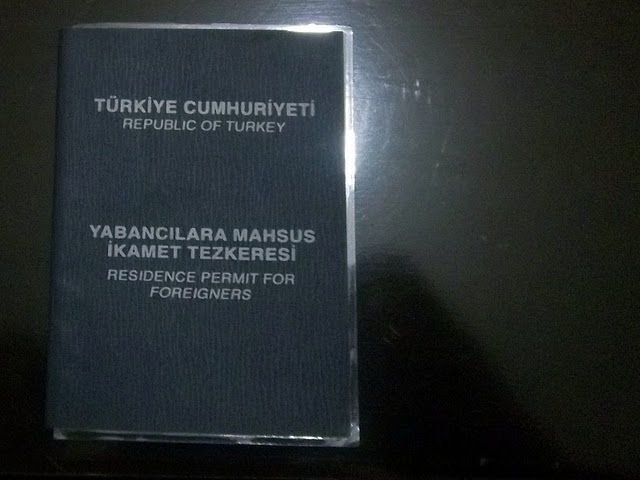 TÜRKİYE CUMHURİYETİ
REPUBLIC OF TURKEY
YABANCILARA MAHSUS
İKAMET TEZKERESİ
RESIDENCE PERMIT FOR
FOREIGNERS